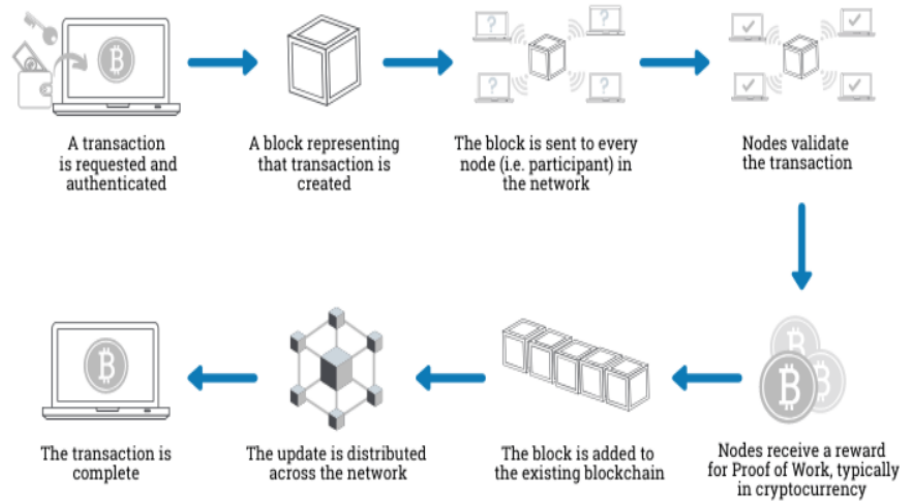 A transaction
is requested and
authenticated
A block representing
that transaction is
created
The block is sent to every
node (i.e. participant) in
the network
Nodes validate
the transaction
The transaction is
complete
The update is distributed
across the network
The block is added to
the existing blockchain
Nodes receive a reward
for Proof of Work, typically
in cryptocurrency